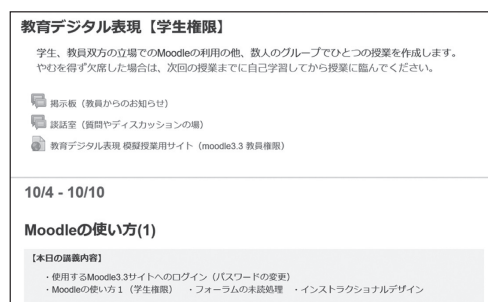 教育デジタル表現【学生権限】
学生、教員双方の立場でのMoodleの利用の他、数人のグループでひとつの授業を作成します。
やむを得ず欠席した場合は、次回の授業までに自己学習してから授業に臨んでください。
掲示板（教員からのお知らせ）
談話室（質問やディスカッションの場）
教育デジタル表現 模擬授業用サイト（moodle3.3 教員権限）
10/4 - 10/10
Moodleの使い方(1)
【本日の講義内容】
・使用するMoodle3.3サイトへのログイン（パスワードの変更）
・Moodleの使い方１（学生権限） ・フォーラムの未読処理 ・インストラクショナルデザイン